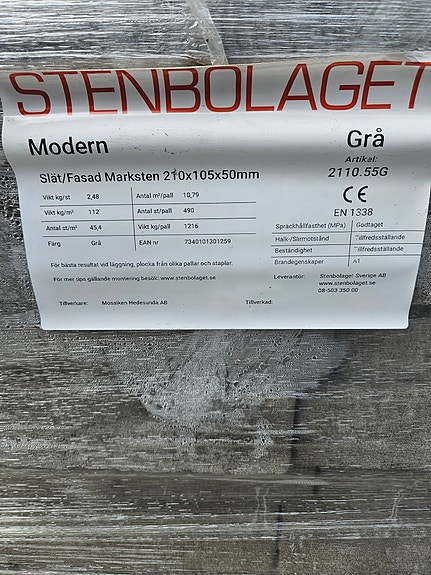 STENBOLAGET
Modern Grå
Artikel:
Slät/Fasad Marksten 210x105x50mm 2110.55G
CE
EN 1338
Vikt kg/st 2,48 Antal m²/pall 10,79
Vikt kg/m² 112 Antal st/pall 490
Antal st/m² 45,4 Vikt kg/pall 1216
Färg Grå EAN nr 7340101301259
Spräckhållfasthet (MPa) Godtaget
Halk-/Slirmotstånd Tillfredsställande
Beständighet Tillfredsställande
Brandegenskaper A1
För bästa resultat vid läggning, plocka från olika pallar och staplar.
För mer tips gällande montering besök: www.stenbolaget.se
Leverantör: Stenbolaget Sverige AB
www.stenbolaget.se
08-503 350 00
Tillverkare: Mosaiken Hedesunda AB Tillverkad: